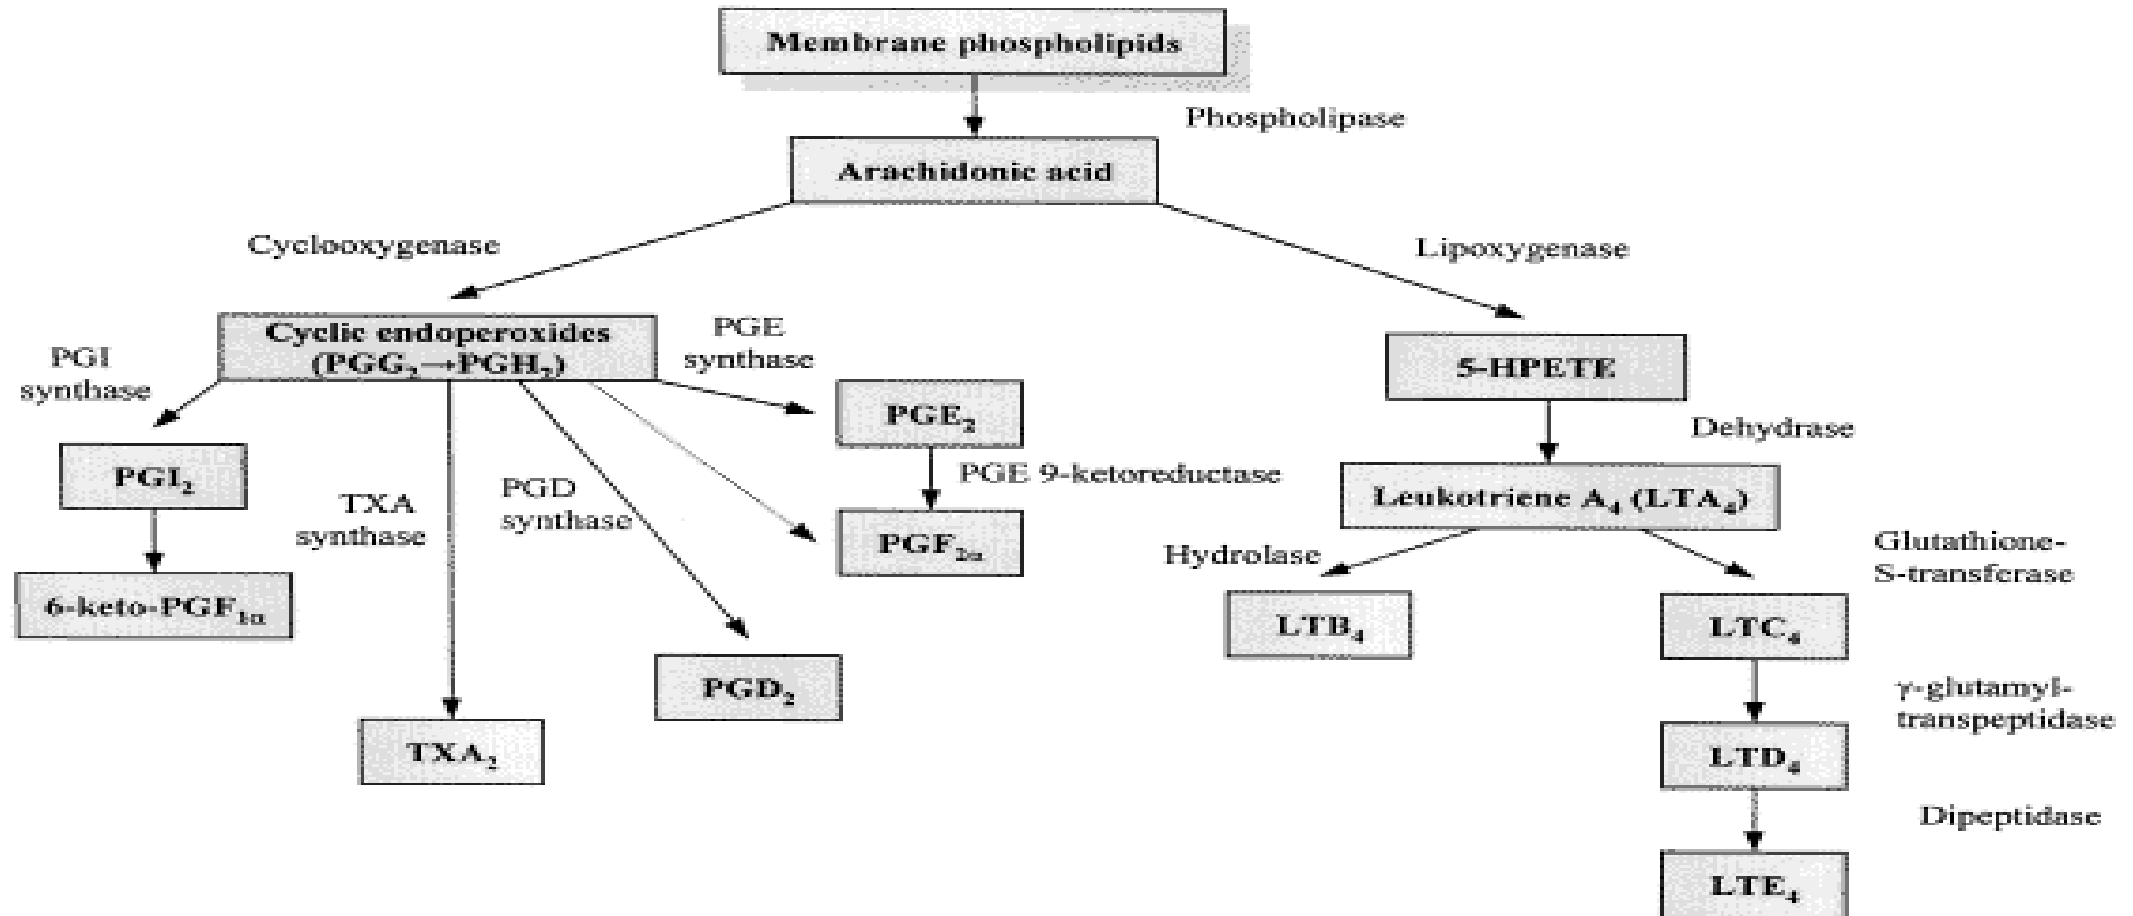 Membrane phospholipids
Phospholipase
Arachidonic acid
Cyclooxygenase
Lipoxygenase
Cyclic endoperoxides
(PGG₂→PGH₂)
PGE
synthase
PGI
synthase
5-HPETE
PGE₂
Dehydrase
PGI₂
PGE 9-ketoreductase
TXA
synthase
PGD
synthase
Leukotriene A₄ (LTA₄)
PGF₂α
Hydrolase
Glutathione-
S-transferase
6-keto-PGF₁α
LTB₄
LTC₄
PGD₂
γ-glutamyl-
transpeptidase
TXA₂
LTD₄
Dipeptidase
LTE₄